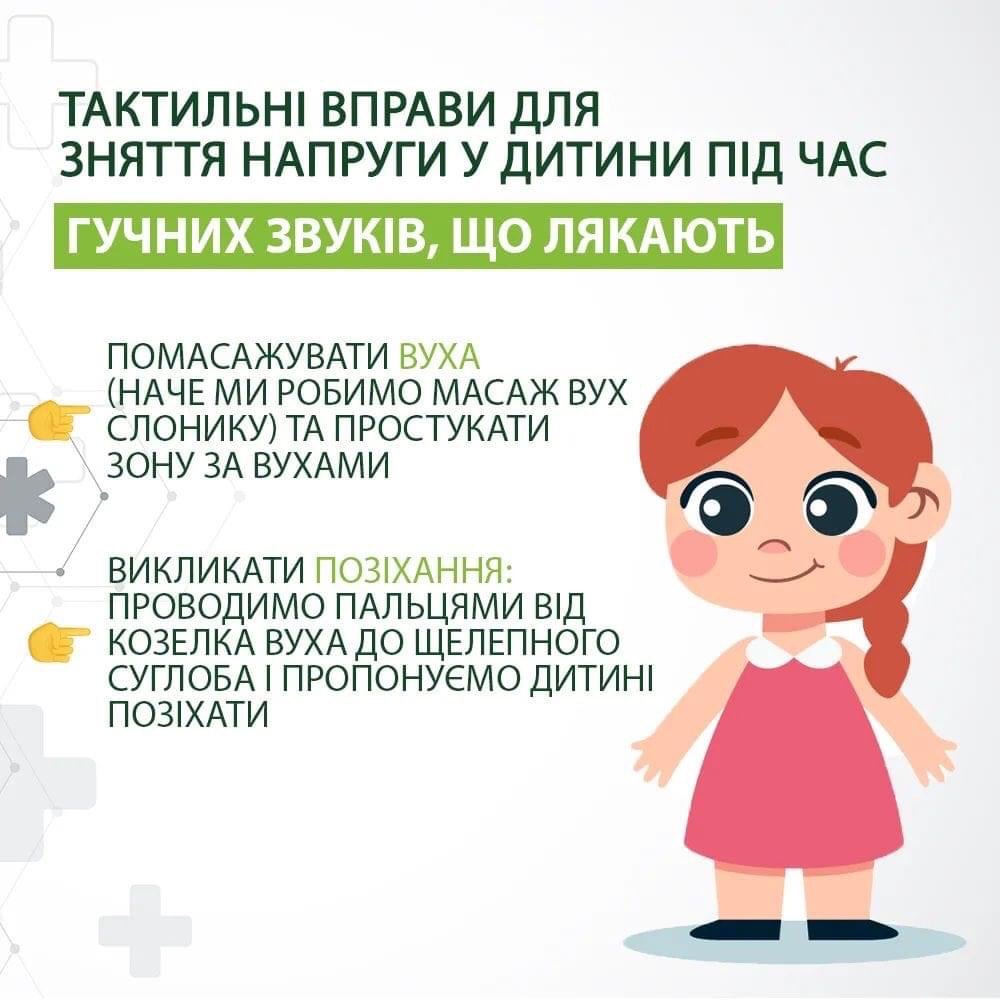 ТАКТИЛЬНІ ВПРАВИ ДЛЯ
ЗНЯТТЯ НАПРУГИ У ДИТИНИ ПІД ЧАС
ГУЧНИХ ЗВУКІВ, ЩО ЛЯКАЮТЬ
ПОМАСАЖУВАТИ ВУХА
(НАЧЕ МИ РОБИМО МАСАЖ ВУХ
СЛОНИКУ) ТА ПРОСТУКАТИ
ЗОНУ ЗА ВУХАМИ
ВИКЛИКАТИ ПОЗІХАННЯ:
ПРОВОДИМО ПАЛЬЦЯМИ ВІД
КОЗЕЛКА ВУХА ДО ЩЕЛЕПНОГО
СУГЛОБА І ПРОПОНУЄМО ДИТИНІ
ПОЗІХАТИ